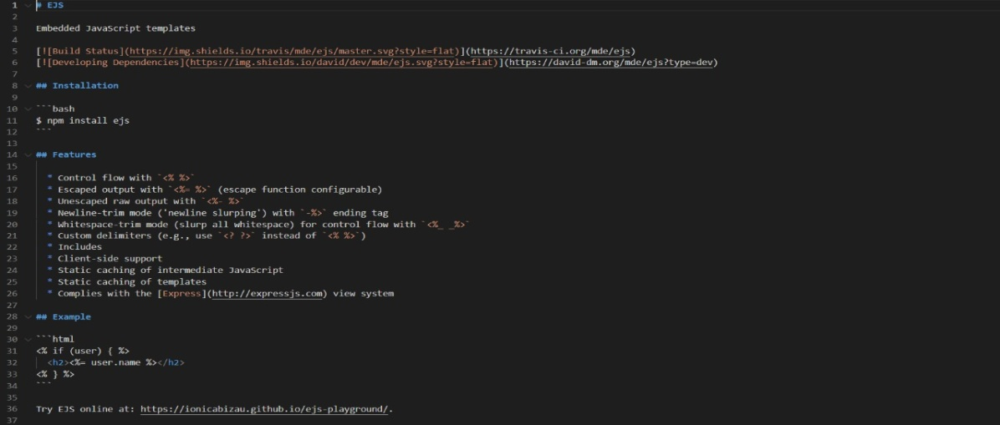 1 # EJS
2
3 Embedded JavaScript templates
4
5 [![Build Status](https://img.shields.io/travis/mde/ejs/master.svg?style=flat)](https://travis-ci.org/mde/ejs)
6 [![Developing Dependencies](https://img.shields.io/david/dev/mde/ejs.svg?style=flat)](https://david-dm.org/mde/ejs?type=dev)
7
8 ## Installation
9
10 ```bash
11 $ npm install ejs
12 ```
13
14 ## Features
15
16   * Control flow with `<% %>`
17   * Escaped output with `<%= %>` (escape function configurable)
18   * Unescaped raw output with `<%- %>`
19   * Newline-trim mode ('newline slurping') with `-%>` ending tag
20   * Whitespace-trim mode (slurp all whitespace) for control flow with `<%_ _%>`
21   * Custom delimiters (e.g., use `<? ?>` instead of `<% %>`)
22   * Includes
23   * Client-side support
24   * Static caching of intermediate JavaScript
25   * Static caching of templates
26   * Complies with the [Express](http://expressjs.com) view system
27
28 ## Example
29
30 ```html
31 <% if (user) { %>
32   <h2><%= user.name %></h2>
33 <% } %>
34 ```
35
36 Try EJS online at: https://ionicabizau.github.io/ejs-playground/.
37